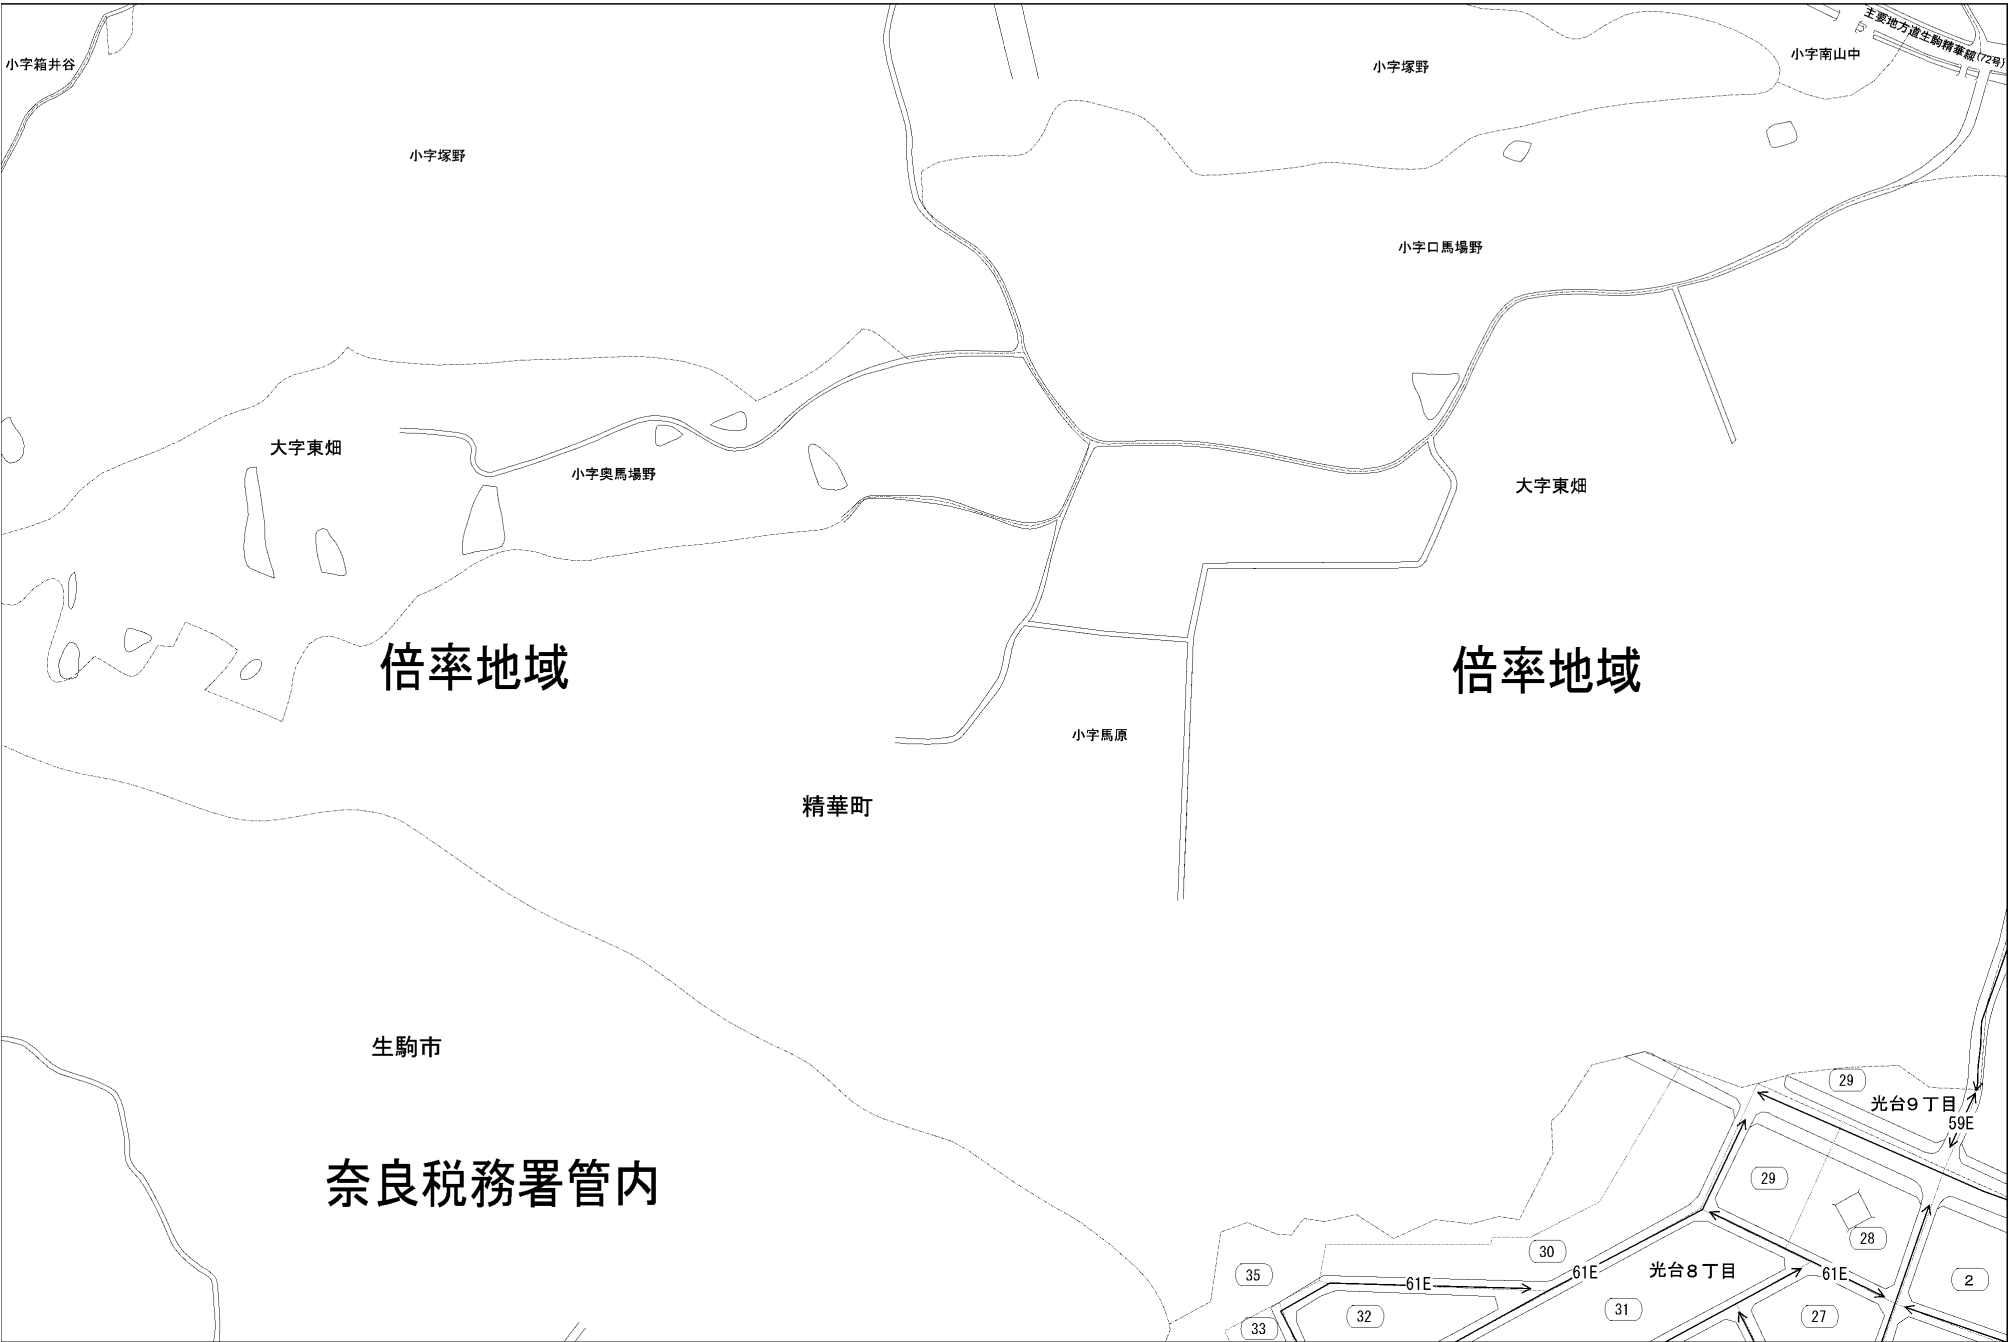 主要地方道生駒精華線(72号)
小字南山中
小字箱井谷
小字塚野
小字塚野
小字口馬場野
大字東畑
小字奥馬場野
大字東畑
倍率地域
倍率地域
小字馬原
精華町
生駒市
奈良税務署管内
29
光台9丁目
59E
29
28
30
61E
光台8丁目
61E
35
61E
2
32
31
27
33